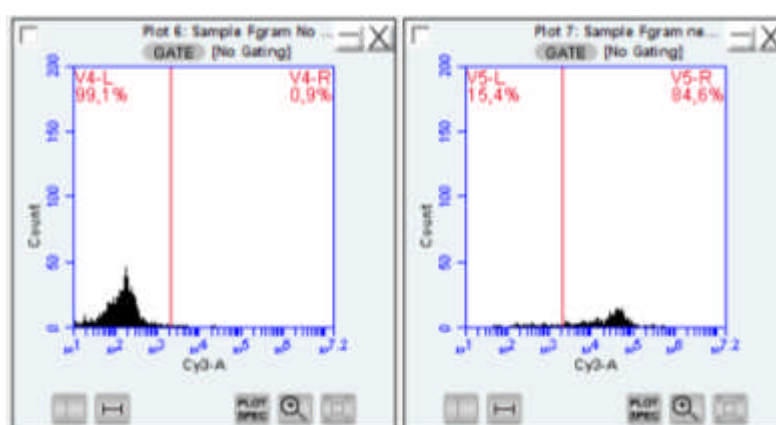 Plot 6: Sample Fgram No ...
GATE [No Gating]
V4-L
99,1%
V4-R
0,9%
200
150
100
50
0
Count
Cy3-A
PLOT
SPEC
Plot 7: Sample Fgram ne...
GATE [No Gating]
V5-L
15,4%
V5-R
84,6%
200
150
100
50
0
Count
Cy3-A
PLOT
SPEC